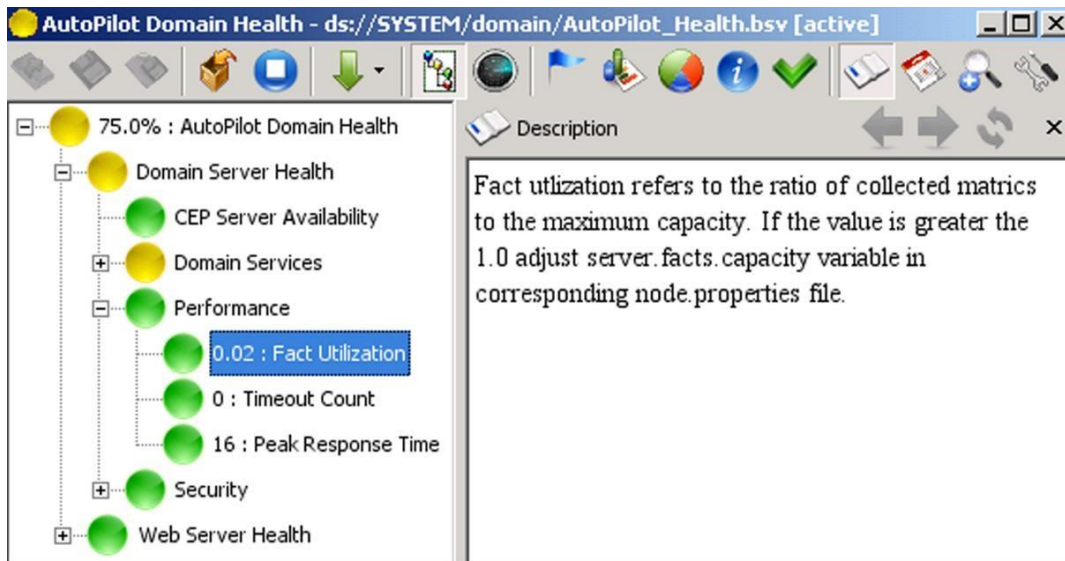 AutoPilot Domain Health - ds://SYSTEM/domain/AutoPilot_Health.bsv [active]
75.0% : AutoPilot Domain Health
Domain Server Health
CEP Server Availability
Domain Services
Performance
0.02 : Fact Utilization
0 : Timeout Count
16 : Peak Response Time
Security
Web Server Health
Description
Fact utlization refers to the ratio of collected matrics
to the maximum capacity. If the value is greater the
1.0 adjust server.facts.capacity variable in
corresponding node.properties file.